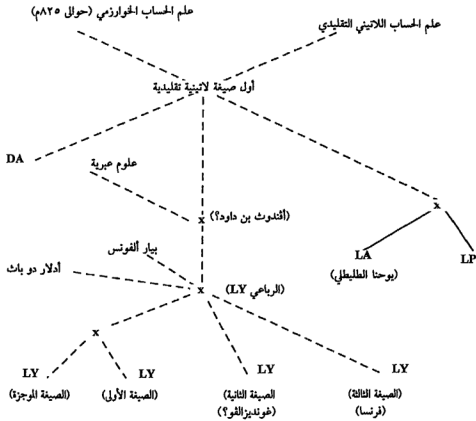 علم الحساب الخوارزمي (حوالى ٨٢٥م)
علم الحساب اللاتيني التقليدي
أول صيغة لاتينية تقليدية
DA
علوم عبرية
x (أڤندوث بن داود؟)
x
LA
LP
(يوحنا الطليطلي)
بيار ألفونس
أدلار دو باث
x (الرباعي LY)
x
LY
LY
LY
LY
(الصيغة الموجزة)
(الصيغة الأولى)
(الصيغة الثانية)
(الصيغة الثالثة)
(غونديزالڤو؟)
(فرنسا)